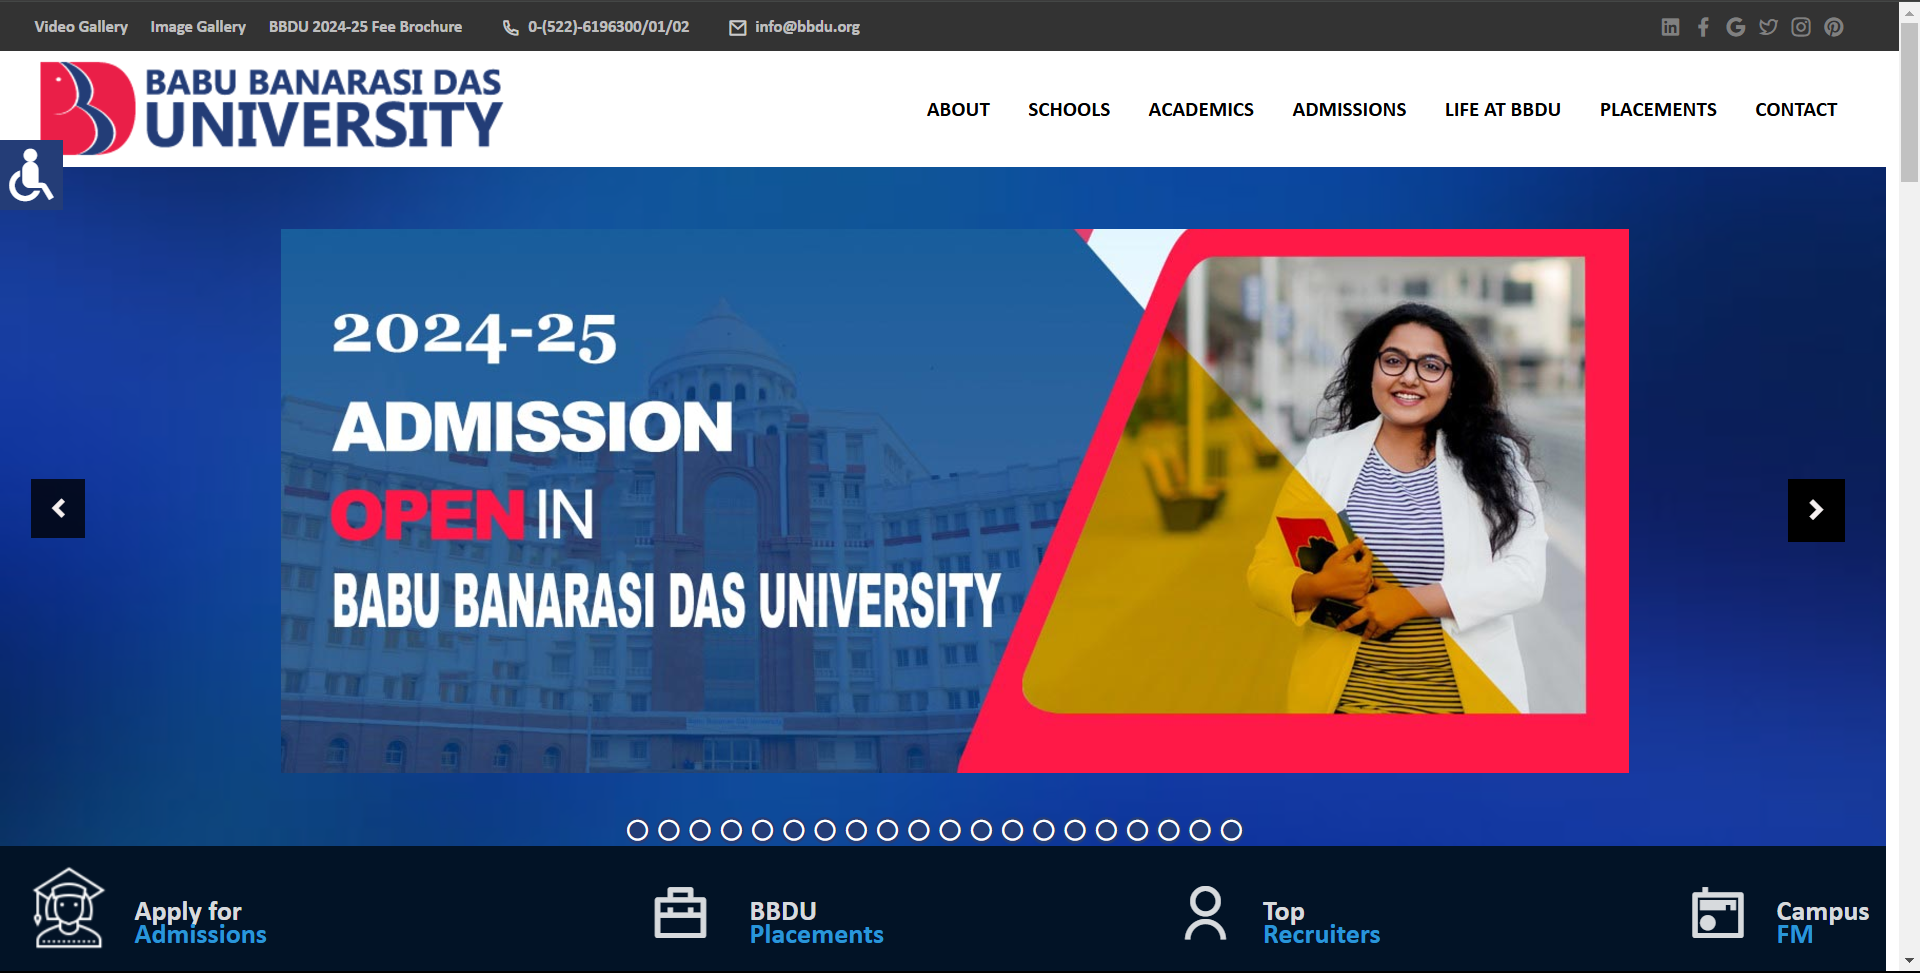 Video Gallery Image Gallery BBDU 2024-25 Fee Brochure 0-(522)-6196300/01/02 info@bbdu.org
BABU BANARASI DAS
UNIVERSITY
ABOUT SCHOOLS ACADEMICS ADMISSIONS LIFE AT BBDU PLACEMENTS CONTACT
2024-25
ADMISSION
OPEN IN
BABU BANARASI DAS UNIVERSITY
Apply for
Admissions
BBDU
Placements
Top
Recruiters
Campus
FM